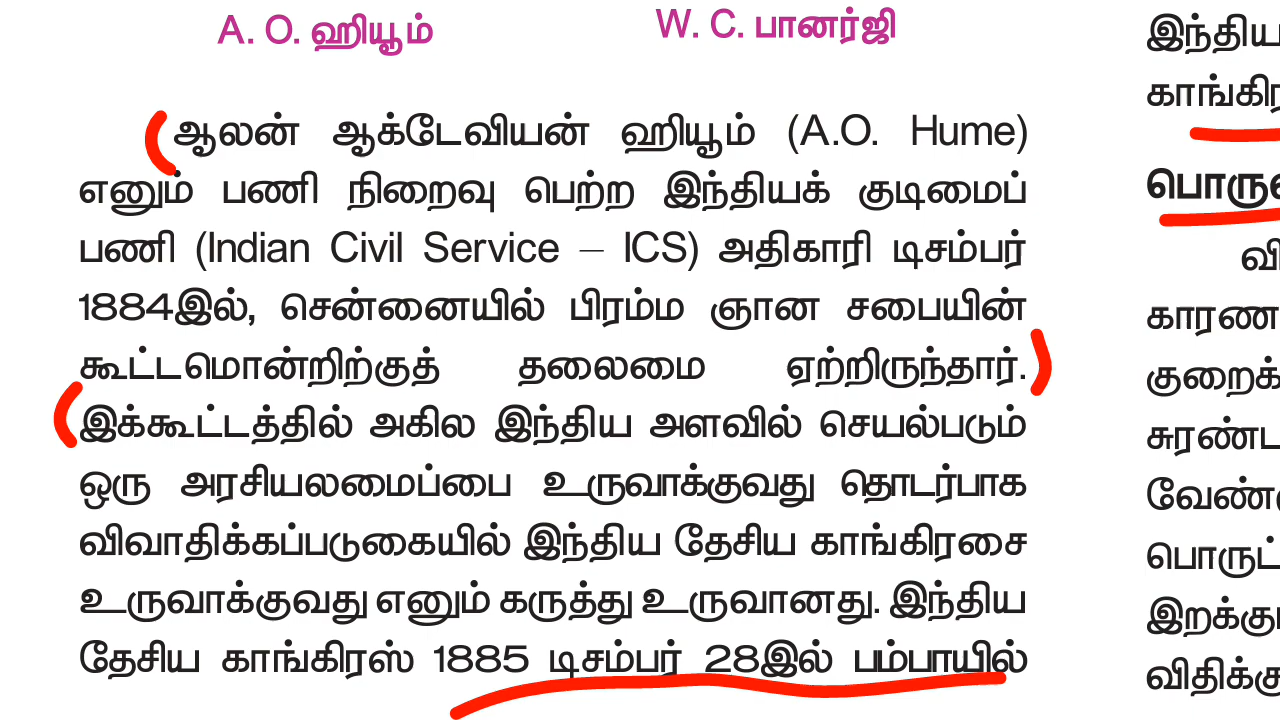 A. O. ஹியூம்
W. C. பானர்ஜி
ஆலன் ஆக்டேவியன் ஹியூம் (A.O. Hume)
எனும் பணி நிறைவு பெற்ற இந்தியக் குடிமைப்
பணி (Indian Civil Service – ICS) அதிகாரி டிசம்பர்
1884இல், சென்னையில் பிரம்ம ஞான சபையின்
கூட்டமொன்றிற்குத் தலைமை ஏற்றிருந்தார்.
இக்கூட்டத்தில் அகில இந்திய அளவில் செயல்படும்
ஒரு அரசியலமைப்பை உருவாக்குவது தொடர்பாக
விவாதிக்கப்படுகையில் இந்திய தேசிய காங்கிரசை
உருவாக்குவது எனும் கருத்து உருவானது. இந்திய
தேசிய காங்கிரஸ் 1885 டிசம்பர் 28இல் பம்பாயில்